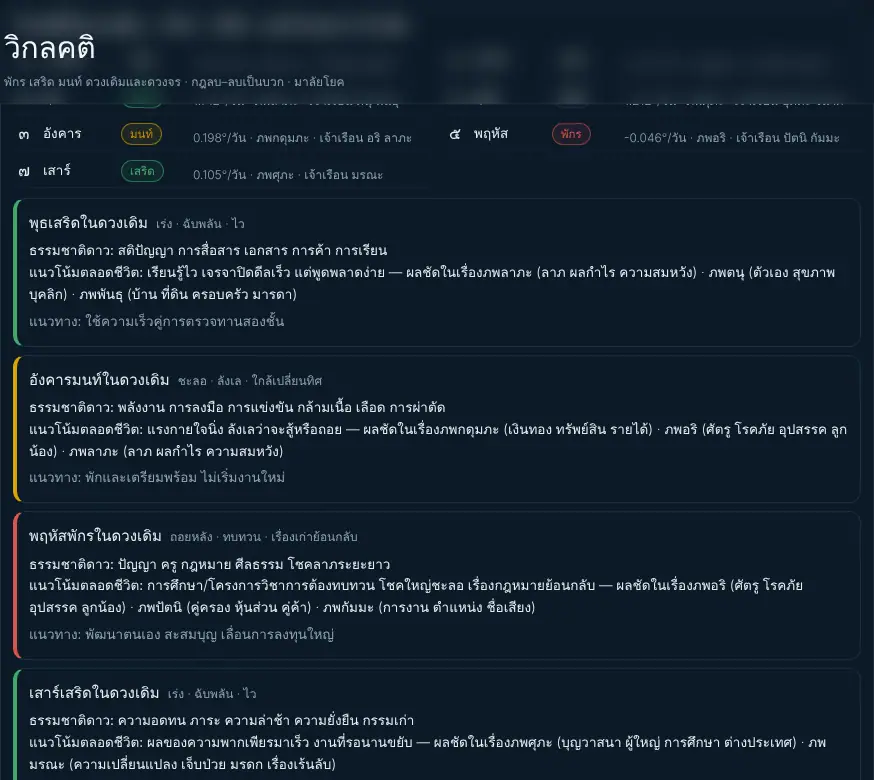 วิกลคติ
พักร เสริด มนท์ ดวงเดิมและดวงจร · กฎลบ–ลบเป็นบวก · มาลัยโยค
๓ อังคาร มนท์ 0.198°/วัน · ภพกดุมภะ · เจ้าเรือน อริ ลาภะ
๕ พฤหัส พักร -0.046°/วัน · ภพอริ · เจ้าเรือน ปัตนิ กัมมะ
๗ เสาร์ เสริด 0.105°/วัน · ภพศุภะ · เจ้าเรือน มรณะ
พุธเสริดในดวงเดิม เร่ง · ฉับพลัน · ไว
ธรรมชาติดาว: สติปัญญา การสื่อสาร เอกสาร การค้า การเรียน
แนวโน้มตลอดชีวิต: เรียนรู้ไว เจรจาปิดดีลเร็ว แต่พูดพลาดง่าย — ผลชัดในเรื่องภพลาภะ (ลาภ ผลกำไร ความสมหวัง) · ภพตนุ (ตัวเอง สุขภาพ
บุคลิก) · ภพพันธุ (บ้าน ที่ดิน ครอบครัว มารดา)
แนวทาง: ใช้ความเร็วคู่การตรวจทานสองชั้น
อังคารมนท์ในดวงเดิม ชะลอ · ลังเล · ใกล้เปลี่ยนทิศ
ธรรมชาติดาว: พลังงาน การลงมือ การแข่งขัน กล้ามเนื้อ เลือด การผ่าตัด
แนวโน้มตลอดชีวิต: แรงกายใจนิ่ง ลังเลว่าจะสู้หรือถอย — ผลชัดในเรื่องภพกดุมภะ (เงินทอง ทรัพย์สิน รายได้) · ภพอริ (ศัตรู โรคภัย อุปสรรค ลูก
น้อง) · ภพลาภะ (ลาภ ผลกำไร ความสมหวัง)
แนวทาง: พักและเตรียมพร้อม ไม่เริ่มงานใหม่
พฤหัสพักรในดวงเดิม ถอยหลัง · ทบทวน · เรื่องเก่าย้อนกลับ
ธรรมชาติดาว: ปัญญา ครู กฎหมาย ศีลธรรม โชคลาภระยะยาว
แนวโน้มตลอดชีวิต: การศึกษา/โครงการวิชาการต้องทบทวน โชคใหญ่ชะลอ เรื่องกฎหมายย้อนกลับ — ผลชัดในเรื่องภพอริ (ศัตรู โรคภัย
อุปสรรค ลูกน้อง) · ภพปัตนิ (คู่ครอง หุ้นส่วน คู่ค้า) · ภพกัมมะ (การงาน ตำแหน่ง ชื่อเสียง)
แนวทาง: พัฒนาตนเอง สะสมบุญ เลื่อนการลงทุนใหญ่
เสาร์เสริดในดวงเดิม เร่ง · ฉับพลัน · ไว
ธรรมชาติดาว: ความอดทน ภาระ ความล่าช้า ความยั่งยืน กรรมเก่า
แนวโน้มตลอดชีวิต: ผลของความพากเพียรมาเร็ว งานที่รอนานขยับ — ผลชัดในเรื่องภพศุภะ (บุญวาสนา ผู้ใหญ่ การศึกษา ต่างประเทศ) · ภพ
มรณะ (ความเปลี่ยนแปลง เจ็บป่วย มรดก เรื่องเร้นลับ)